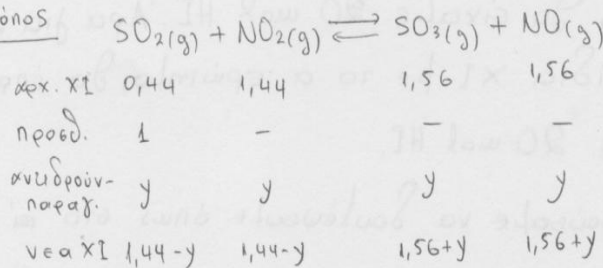 όπος SO2(g) + NO2(g) ⇌ SO3(g) + NO(g)
αρχ. ΧΙ 0,44 1,44 1,56 1,56
προσθ. 1 - - -
αντιδρούν-
παραγ. y y y y
νεα ΧΙ 1,44-y 1,44-y 1,56+y 1,56+y